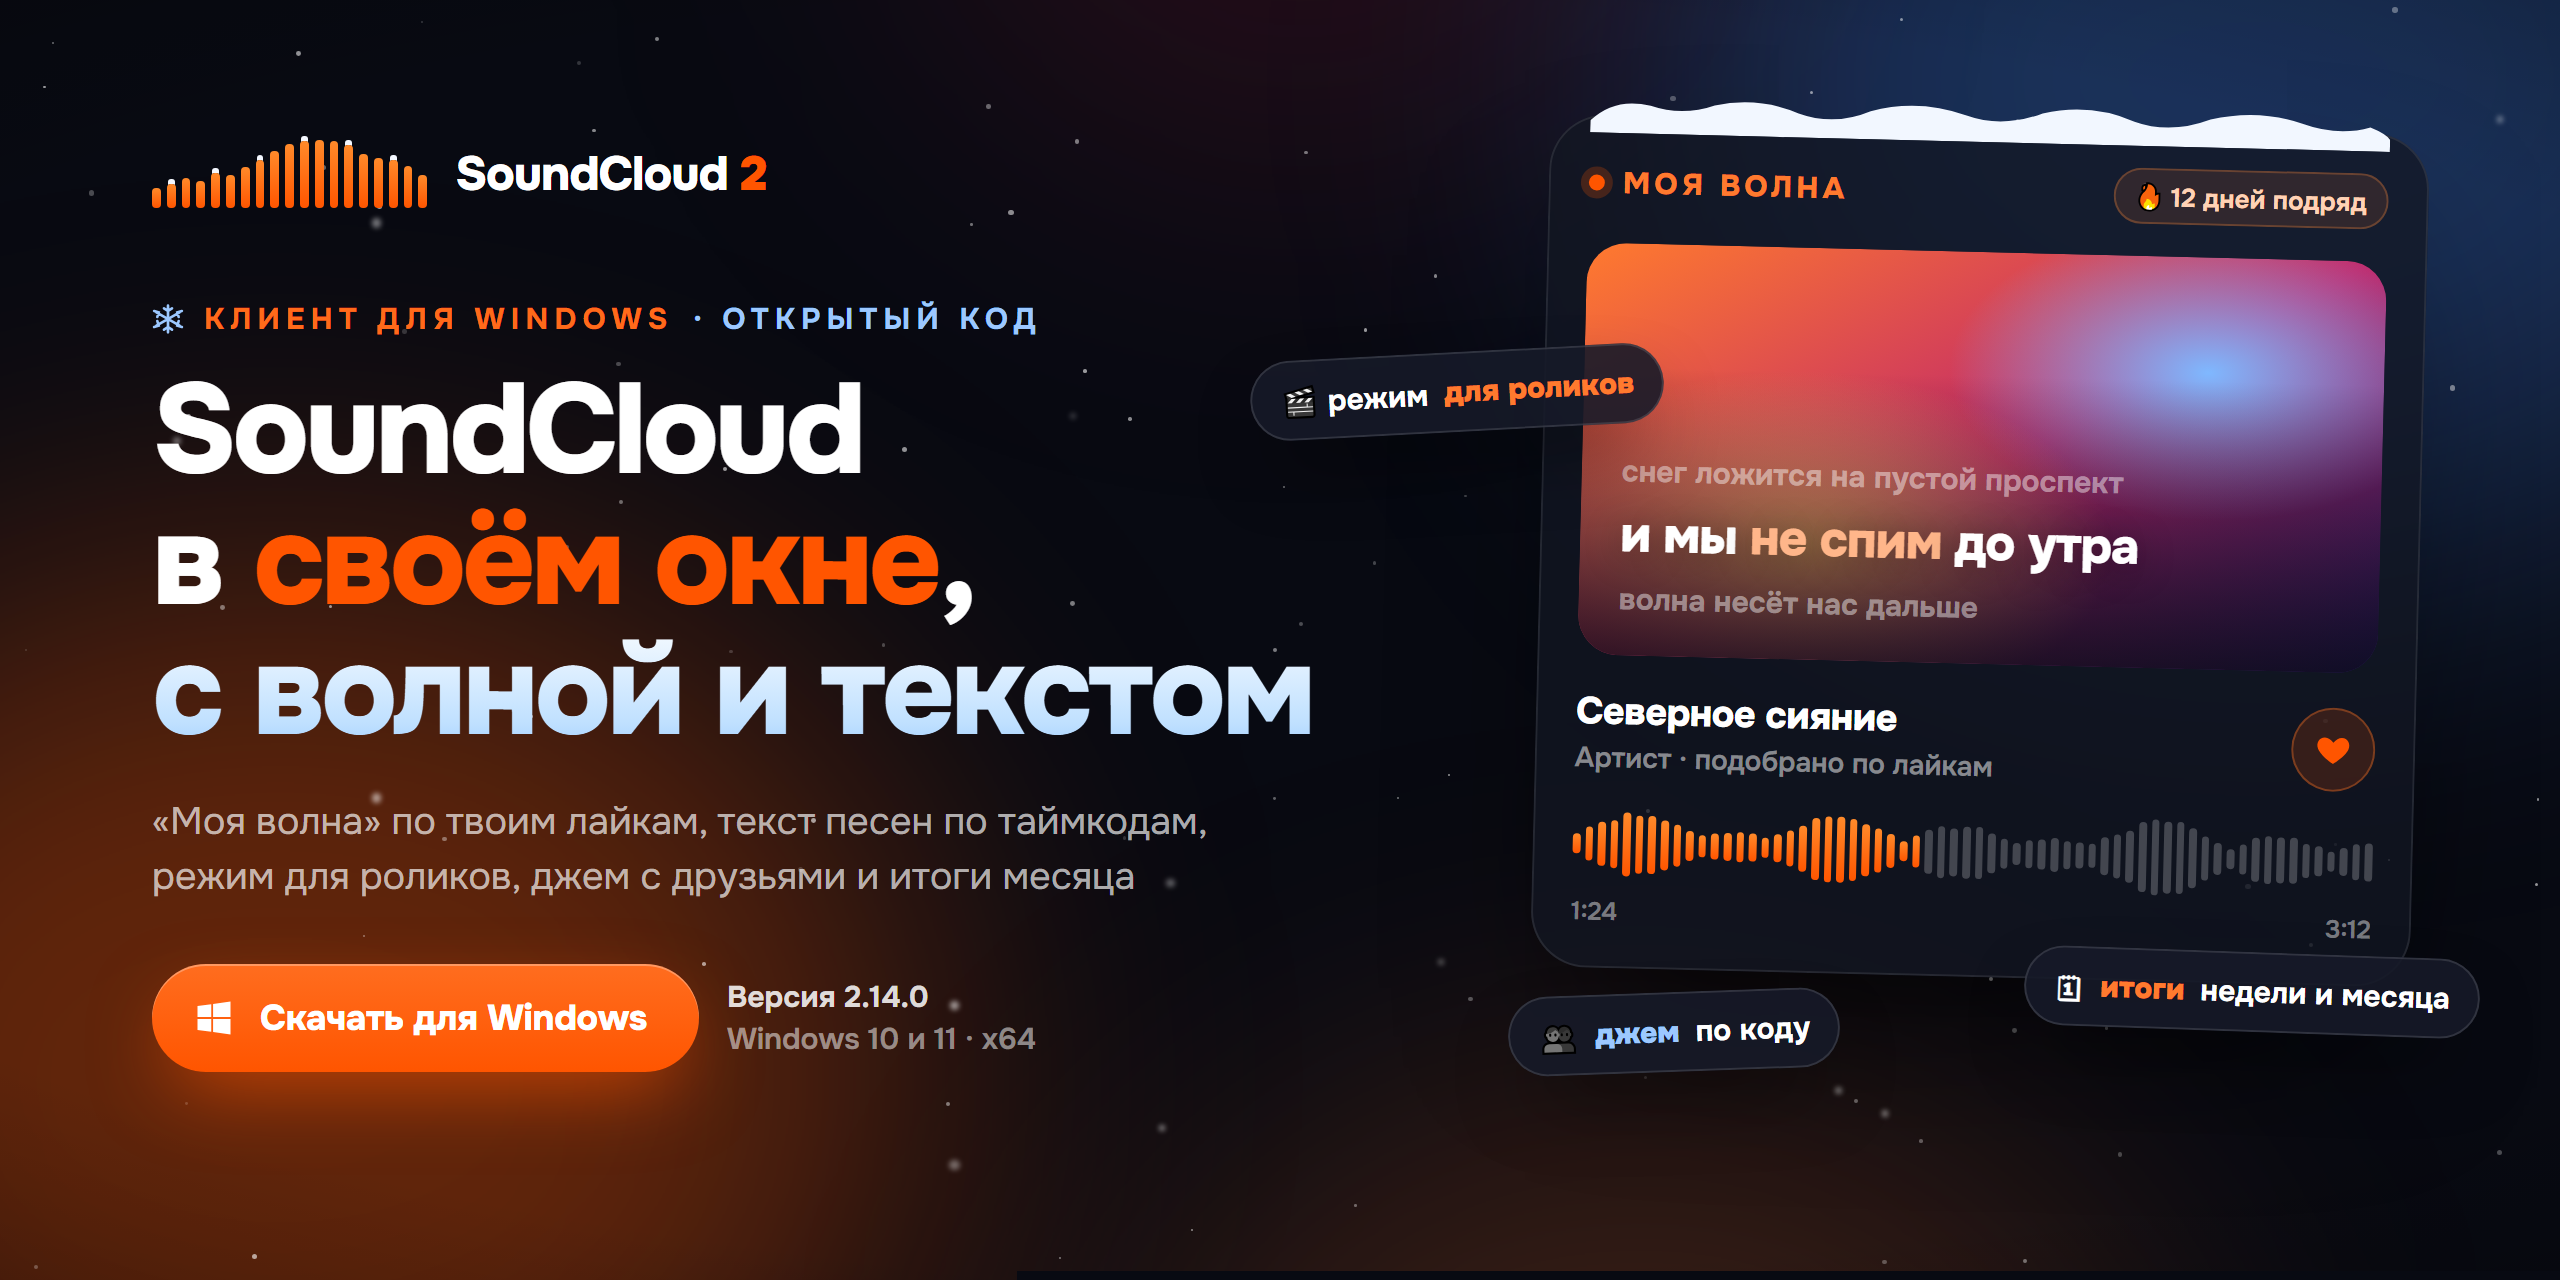 SoundCloud 2
КЛИЕНТ ДЛЯ WINDOWS · ОТКРЫТЫЙ КОД
SoundCloud
в своём окне,
с волной и текстом
«Моя волна» по твоим лайкам, текст песен по таймкодам,
режим для роликов, джем с друзьями и итоги месяца
Скачать для Windows
Версия 2.14.0
Windows 10 и 11 · x64
МОЯ ВОЛНА
12 дней подряд
режим для роликов
снег ложится на пустой проспект
и мы не спим до утра
волна несёт нас дальше
Северное сияние
Артист · подобрано по лайкам
1:24
3:12
1 итоги недели и месяца
джем по коду